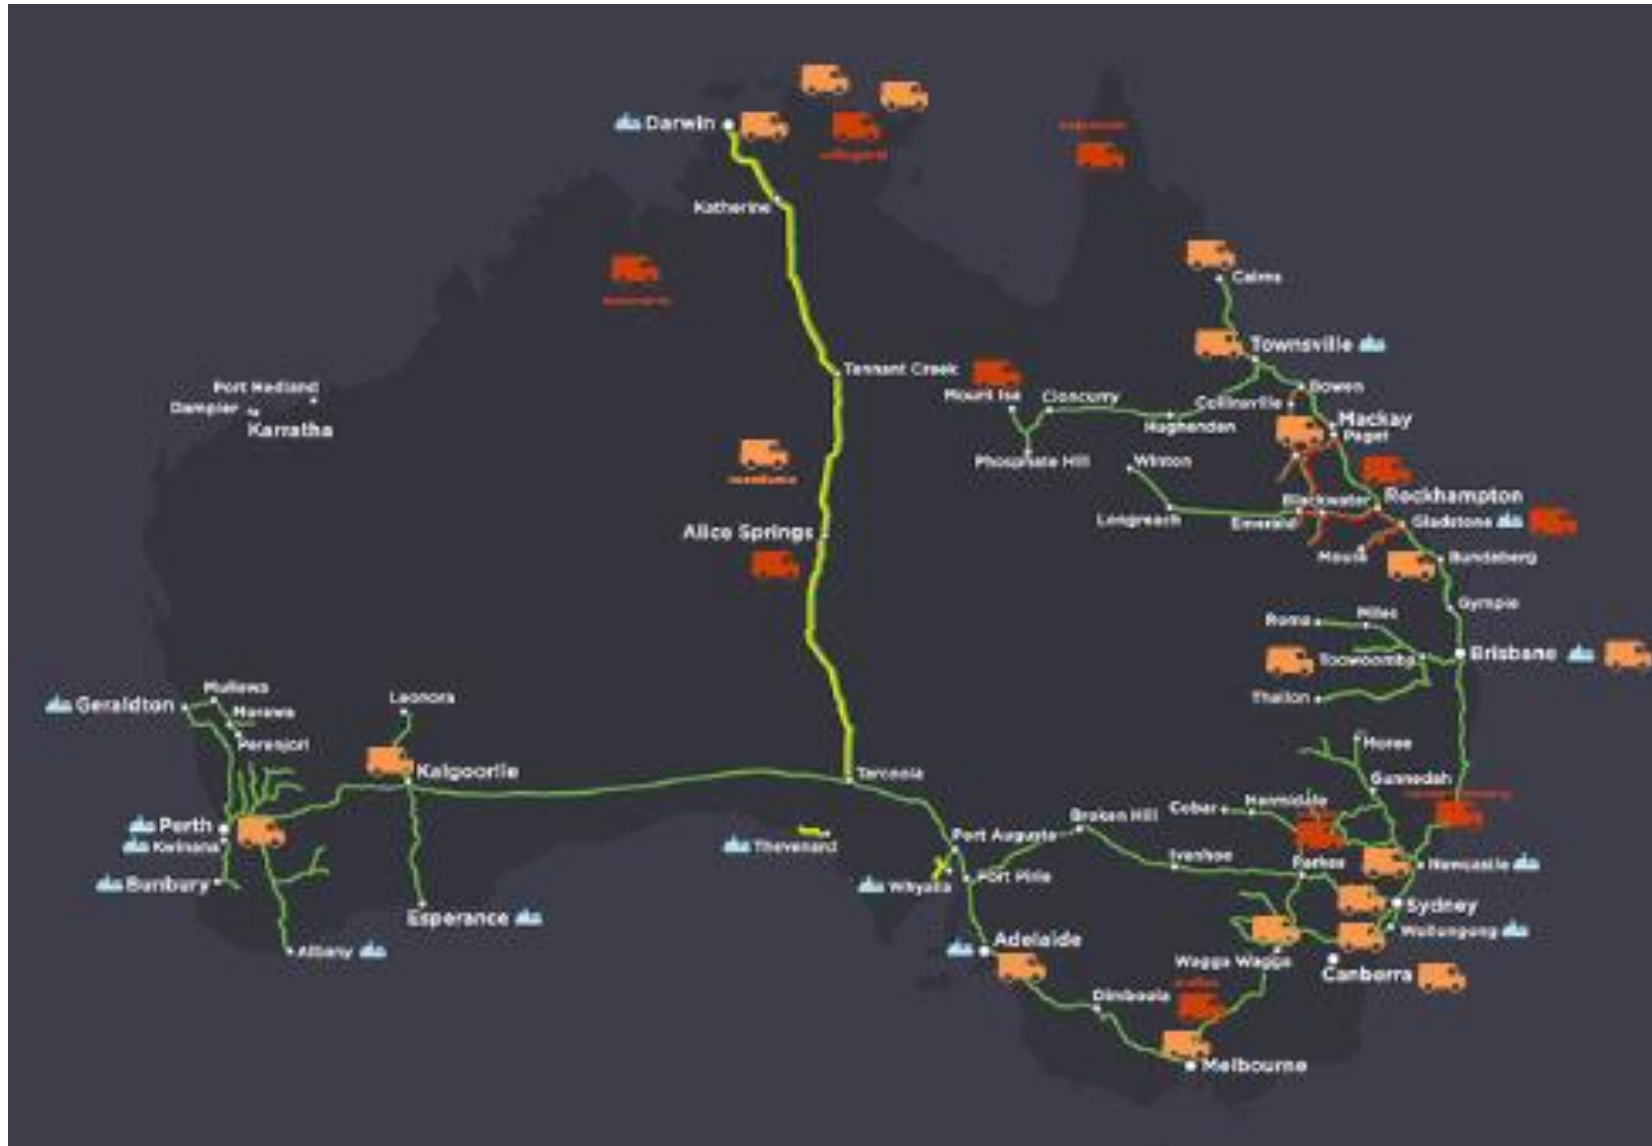 Darwin
Katherine
Cairns
Townsville
Tennant Creek
Mount Isa
Cloncurry
Bowen
Collinsville
Port Hedland
Dampier
Karratha
Hughenden
Mackay
Paget
Phosphate Hill
Winton
Blackwater
Rockhampton
Longreach
Emerald
Gladstone
Alice Springs
Moura
Bundaberg
Gympie
Roma
Miles
Toowoomba
Brisbane
Thallon
Mullewa
Leonora
Geraldton
Morawa
Perenjori
Moree
Kalgoorlie
Tarcoola
Gunnedah
Cobar
Hermidale
Perth
Broken Hill
Kwinana
Thevenard
Port Augusta
Ivanhoe
Parkes
Newcastle
Bunbury
Whyalla
Port Pirie
Esperance
Sydney
Albany
Wollongong
Adelaide
Wagga Wagga
Canberra
Dimboola
Melbourne